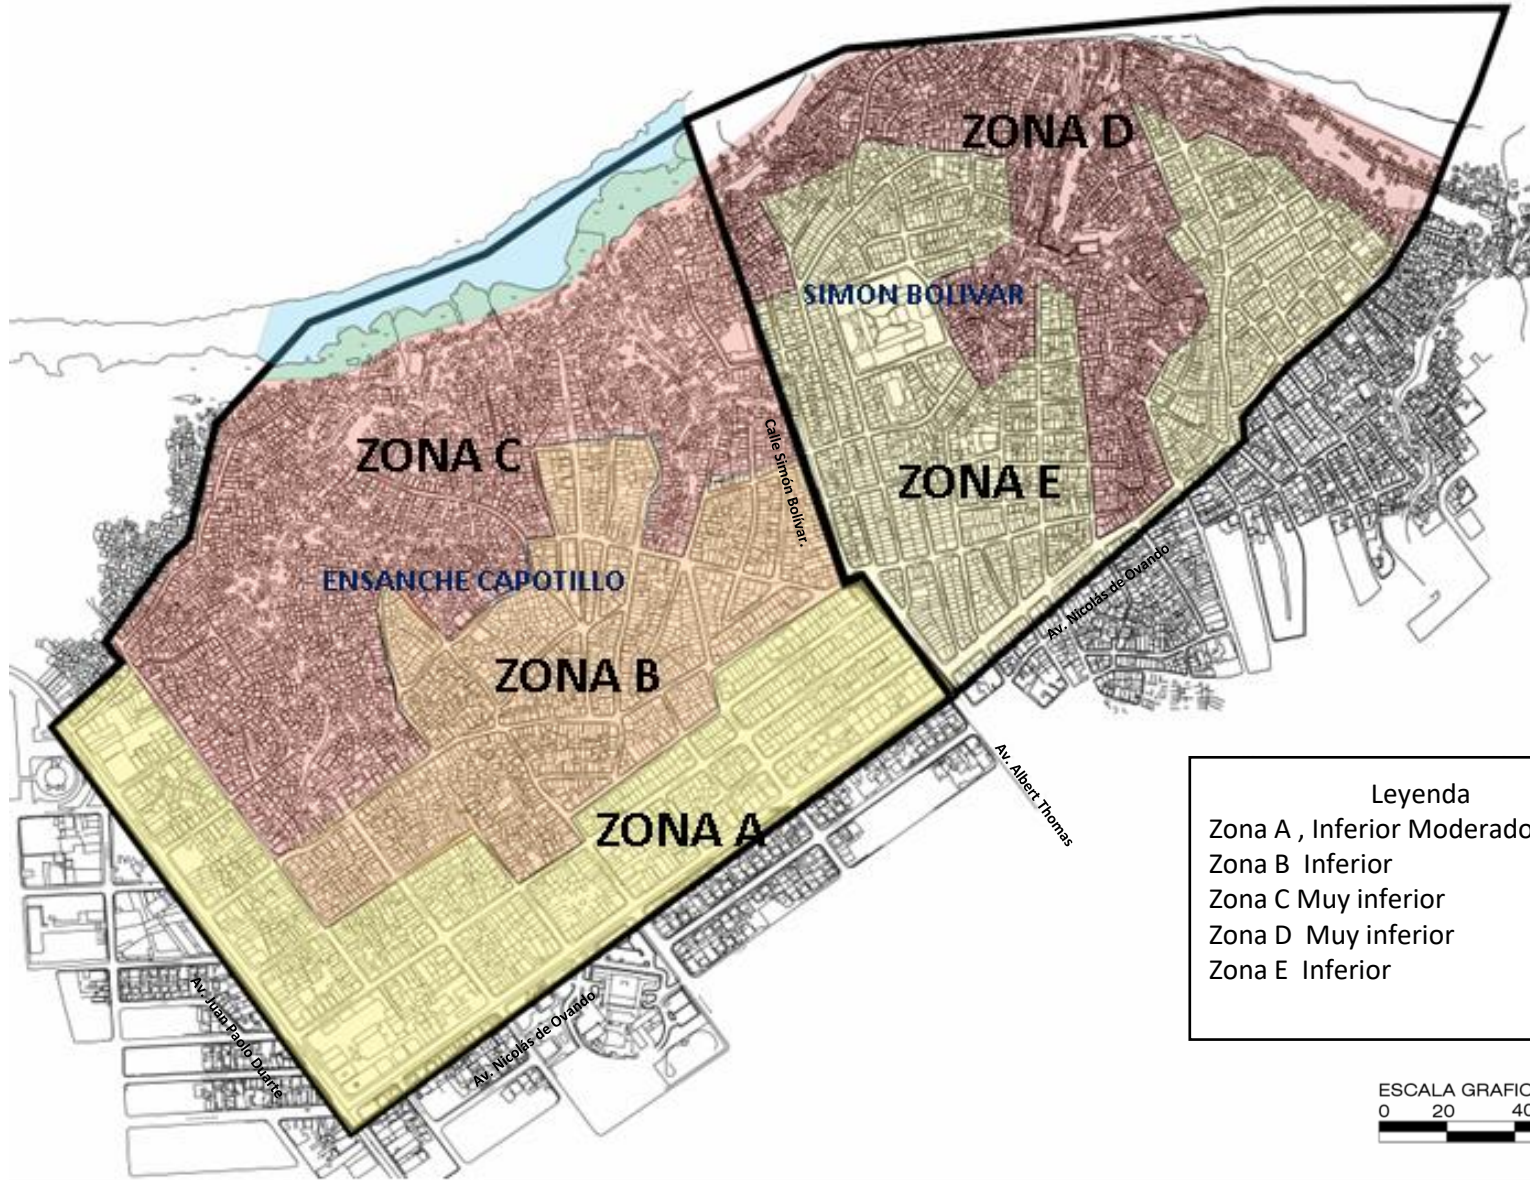 ZONA D
SIMON BOLIVAR
ZONA C
Calle Simón Bolívar.
ZONA E
ENSANCHE CAPOTILLO
Av. Nicolás de Ovando
ZONA B
Av. Albert Thomas
ZONA A
Av. Juan Paolo Duarte
Av. Nicolás de Ovando
Leyenda
Zona A , Inferior Moderado
Zona B Inferior
Zona C Muy inferior
Zona D Muy inferior
Zona E Inferior
ESCALA GRAFIC
0 20 40